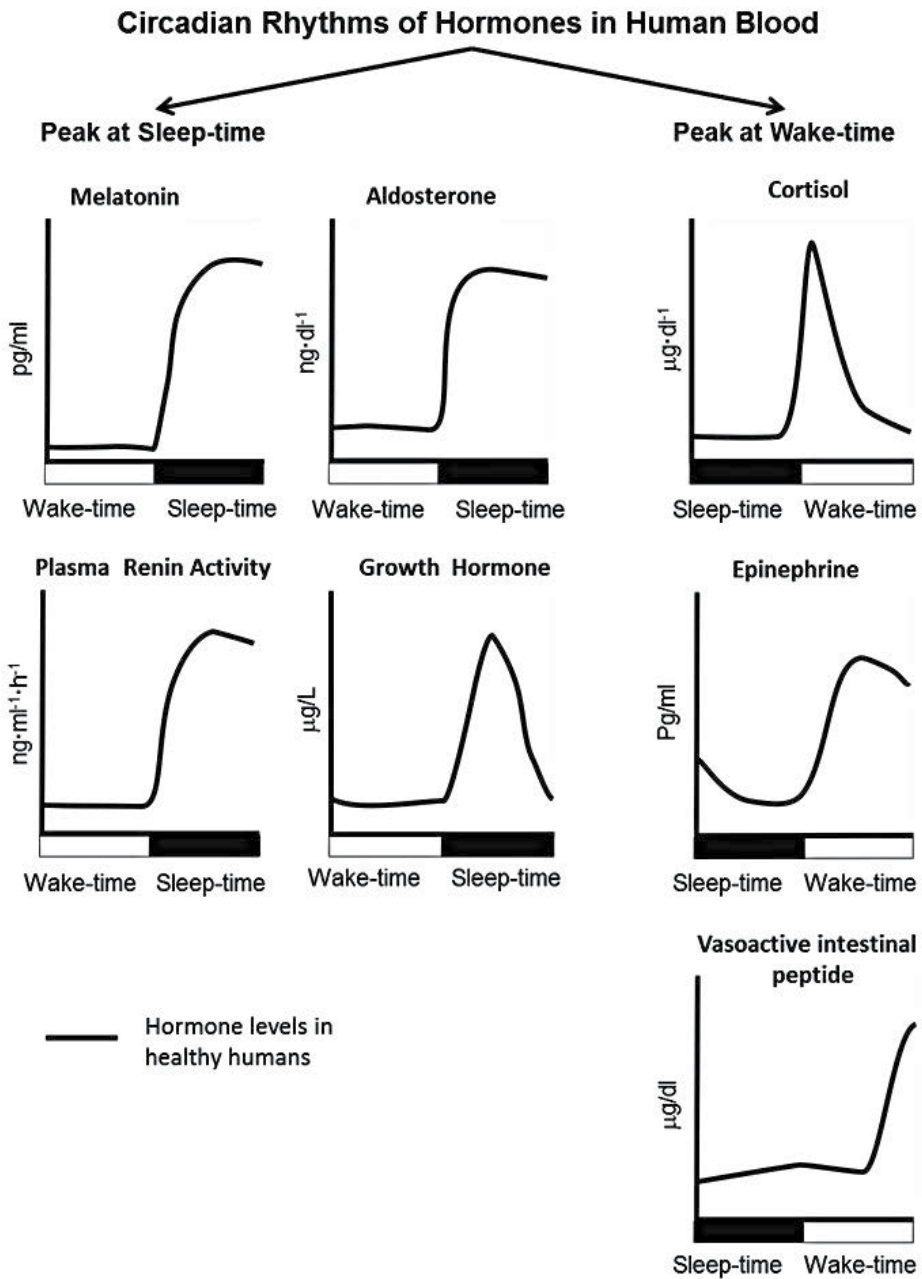 Circadian Rhythms of Hormones in Human Blood
Peak at Sleep-time
Peak at Wake-time
Melatonin
pg/ml
Wake-time
Sleep-time
Aldosterone
ng·dl⁻¹
Wake-time
Sleep-time
Cortisol
μg·dl⁻¹
Sleep-time
Wake-time
Plasma Renin Activity
ng·ml⁻¹·h⁻¹
Wake-time
Sleep-time
Growth Hormone
μg/L
Wake-time
Sleep-time
Epinephrine
Pg/ml
Sleep-time
Wake-time
Vasoactive intestinal
peptide
μg/dl
Sleep-time
Wake-time
Hormone levels in
healthy humans